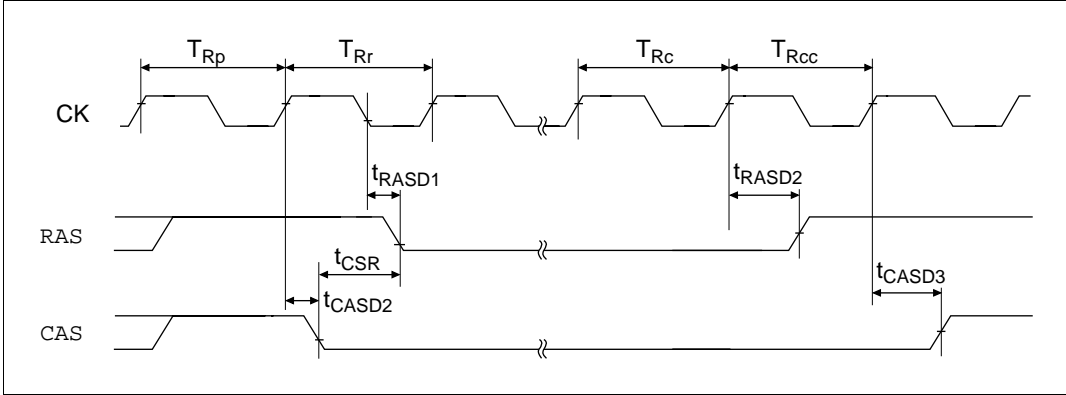 TRp TRr TRc TRcc
CK
tRASD1 tRASD2
RAS
tCSR
tCASD3
tCASD2
CAS